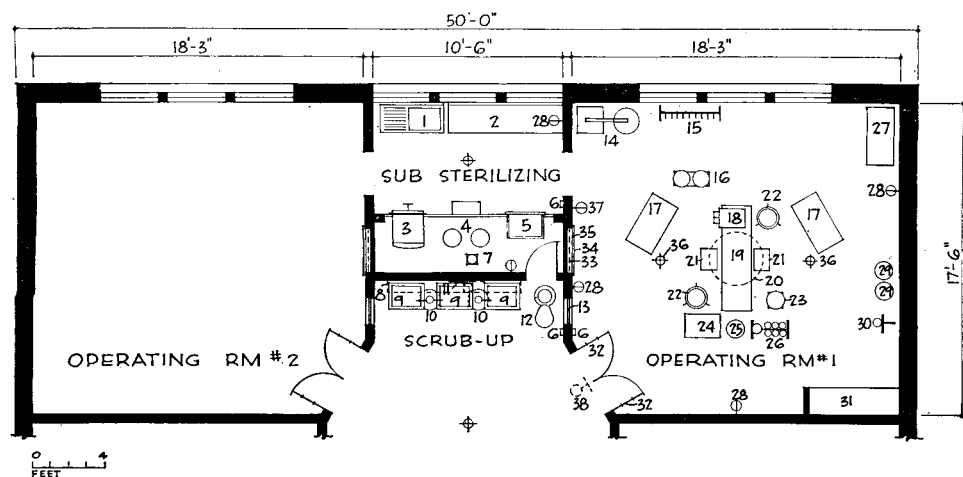 50'-0"
18'-3" 10'-6" 18'-3"
1 2 28 14 15 27
SUB STERILIZING
16 28
6 37 17 18 22 17
3 4 5 35
34
33
7 36 21 19 21 36
20
17'-6"
29
29
8 9 9 9 28
10 10 12 13 22 23
SCRUB-UP 6 6 24 25 26 30
OPERATING RM #2 32 OPERATING RM#1
38 32 28 31
0 4
FEET